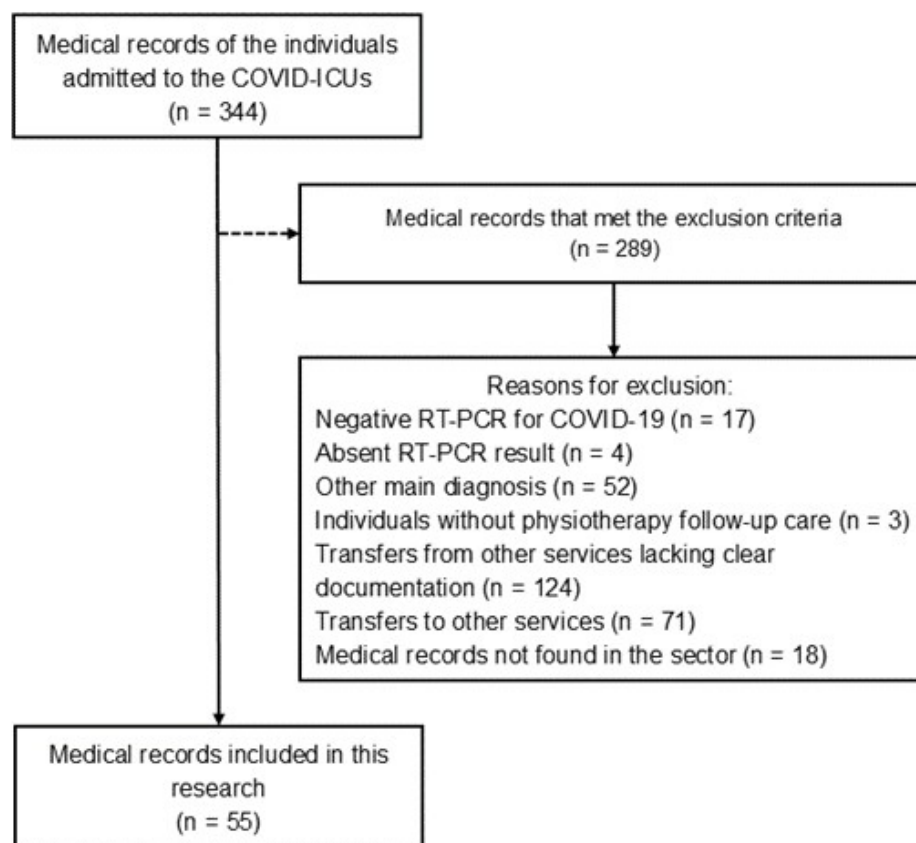 Medical records of the individuals
admitted to the COVID-ICUs
(n = 344)
Medical records that met the exclusion criteria
(n = 289)
Reasons for exclusion:
Negative RT-PCR for COVID-19 (n = 17)
Absent RT-PCR result (n = 4)
Other main diagnosis (n = 52)
Individuals without physiotherapy follow-up care (n = 3)
Transfers from other services lacking clear
documentation (n = 124)
Transfers to other services (n = 71)
Medical records not found in the sector (n = 18)
Medical records included in this
research
(n = 55)